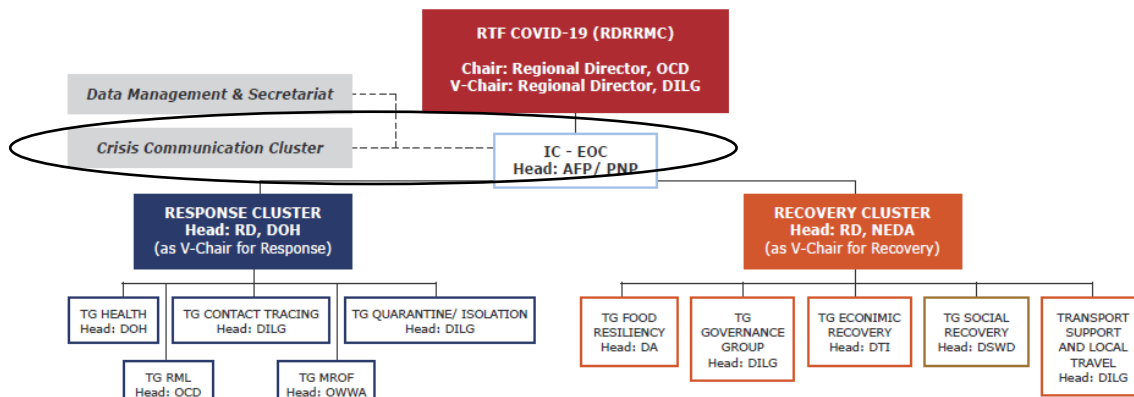 RTF COVID-19 (RDRRMC)
Chair: Regional Director, OCD
V-Chair: Regional Director, DILG
Data Management & Secretariat
Crisis Communication Cluster
IC - EOC
Head: AFP/ PNP
RESPONSE CLUSTER
Head: RD, DOH
(as V-Chair for Response)
RECOVERY CLUSTER
Head: RD, NEDA
(as V-Chair for Recovery)
TG HEALTH
Head: DOH
TG CONTACT TRACING
Head: DILG
TG QUARANTINE/ ISOLATION
Head: DILG
TG RML
Head: OCD
TG MROF
Head: OWWA
TG FOOD
RESILIENCY
Head: DA
TG
GOVERNANCE
GROUP
Head: DILG
TG ECONIMIC
RECOVERY
Head: DTI
TG SOCIAL
RECOVERY
Head: DSWD
TRANSPORT
SUPPORT
AND LOCAL
TRAVEL
Head: DILG